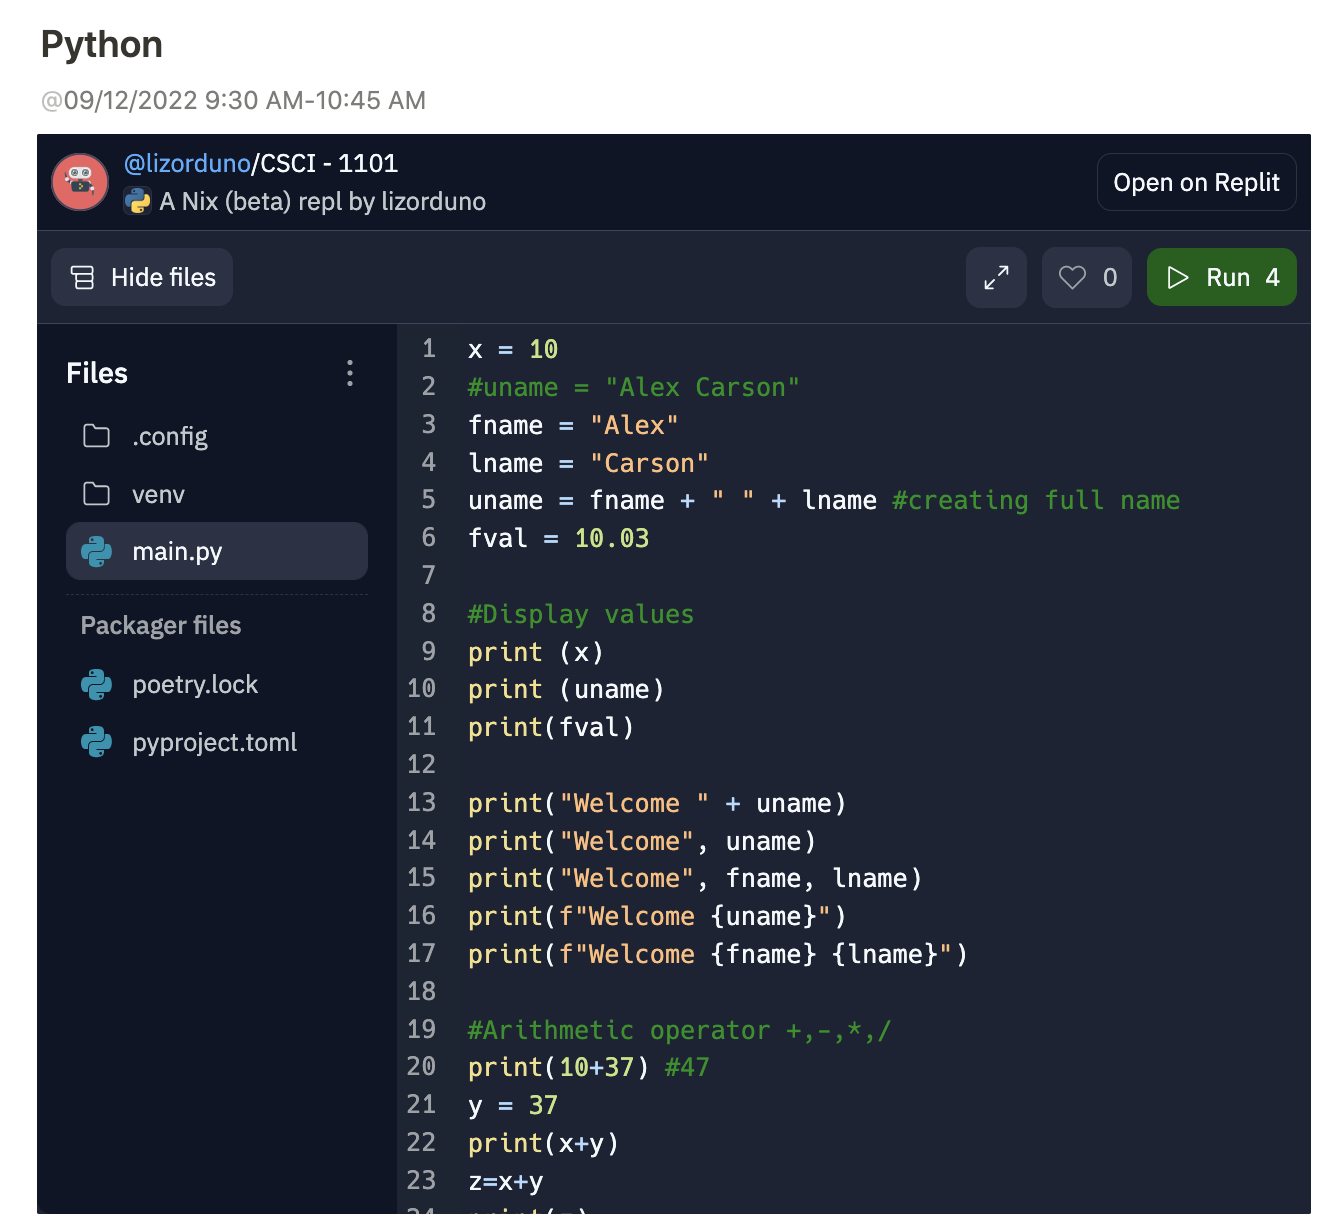 Python
@09/12/2022 9:30 AM-10:45 AM
@lizorduno/CSCI - 1101
A Nix (beta) repl by lizorduno
Open on Replit
Hide files
0
Run 4
Files
.config
venv
main.py
Packager files
poetry.lock
pyproject.toml
1 x = 10
2 #uname = "Alex Carson"
3 fname = "Alex"
4 lname = "Carson"
5 uname = fname + " " + lname #creating full name
6 fval = 10.03
7
8 #Display values
9 print (x)
10 print (uname)
11 print(fval)
12
13 print("Welcome " + uname)
14 print("Welcome", uname)
15 print("Welcome", fname, lname)
16 print(f"Welcome {uname}")
17 print(f"Welcome {fname} {lname}")
18
19 #Arithmetic operator +,-,*,/
20 print(10+37) #47
21 y = 37
22 print(x+y)
23 z=x+y